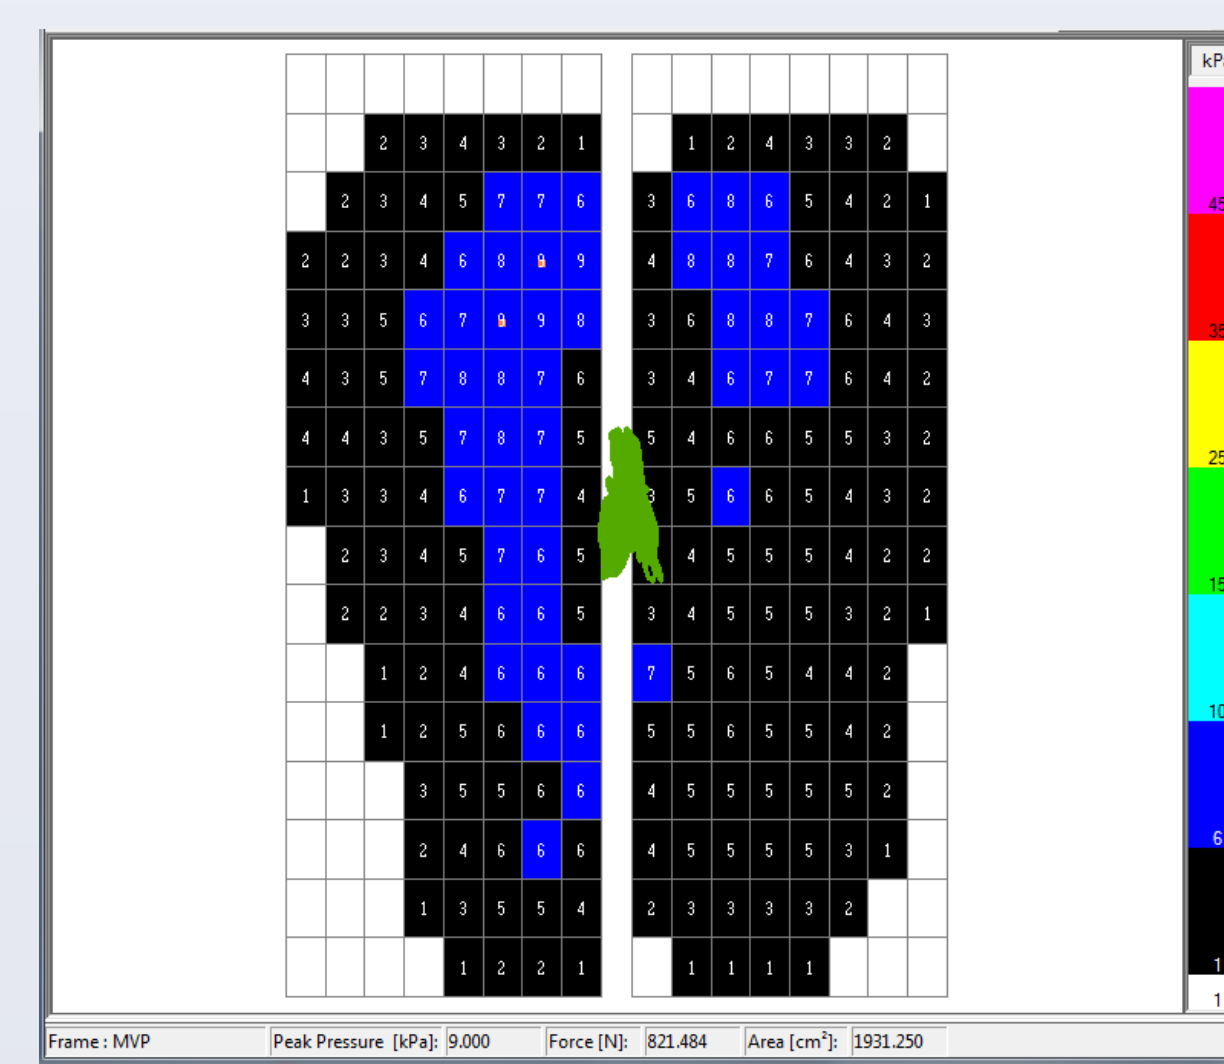 kPa
2 3 4 3 2 1 1 2 4 3 3 2
2 3 4 5 7 7 6 3 6 8 6 5 4 2 1
45
2 2 3 4 6 8 9 9 4 8 8 7 6 4 3 2
3 3 5 6 7 9 9 8 3 6 8 8 7 6 4 3
35
4 3 5 7 8 8 7 6 3 4 6 7 7 6 4 2
4 4 3 5 7 8 7 5 5 4 6 6 5 5 3 2
25
1 3 3 4 6 7 7 4 3 5 6 6 5 4 3 2
2 3 4 5 7 6 5 4 5 5 5 4 2 2
15
2 2 3 4 6 6 5 3 4 5 5 5 3 2 1
1 2 4 6 6 6 7 5 6 5 4 4 2
10
1 2 5 6 6 6 5 5 6 5 5 4 2
3 5 5 6 6 4 5 5 5 5 5 2
6
2 4 6 6 6 4 5 5 5 5 3 1
1 3 5 5 4 2 3 3 3 3 2
1 2 2 1 1 1 1 1
1
1
Frame : MVP Peak Pressure [kPa]: 9.000 Force [N]: 821.484 Area [cm²]: 1931.250